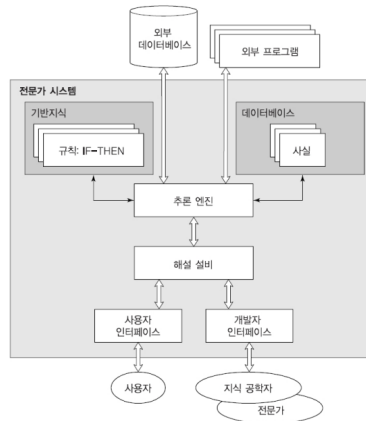 외부
데이터베이스
외부 프로그램
전문가 시스템
기반지식
규칙: IF-THEN
데이터베이스
사실
추론 엔진
해설 설비
사용자
인터페이스
개발자
인터페이스
사용자
지식 공학자
전문가